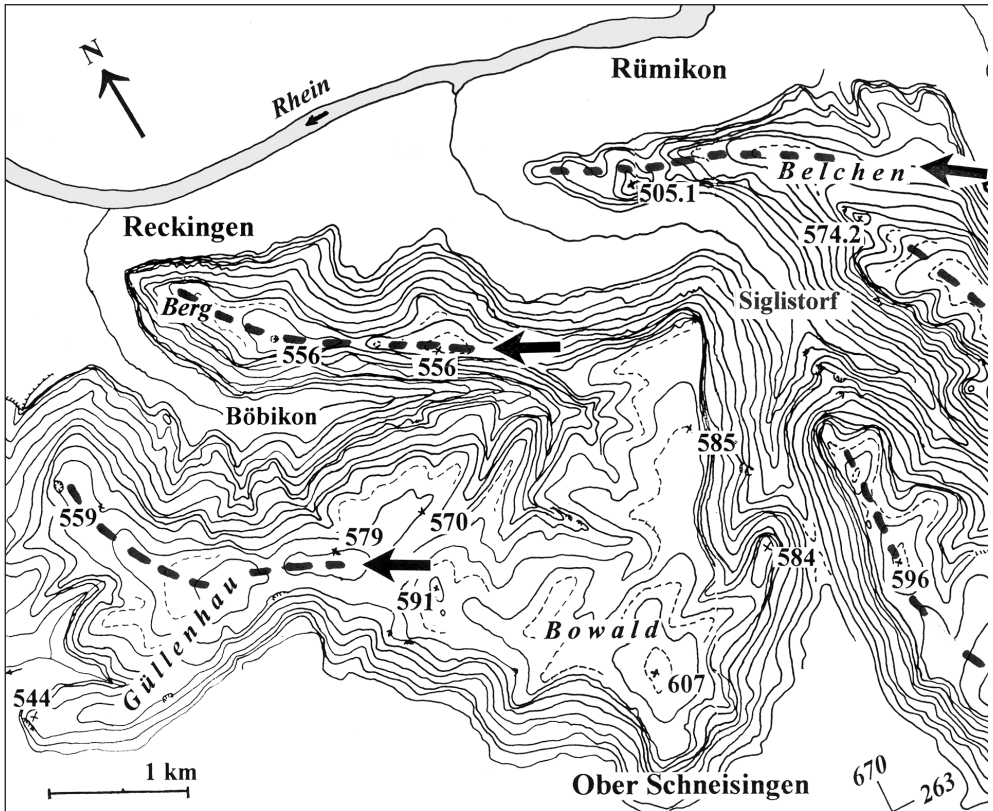 N
Rhein
Rümikon
Belchen
505.1
574.2
Reckingen
Siglistorf
Berg
556
556
Böbikon
585
559
570
579
584
591
596
Bowald
Güllenhau
607
544
1 km
Ober Schneisingen
670
263